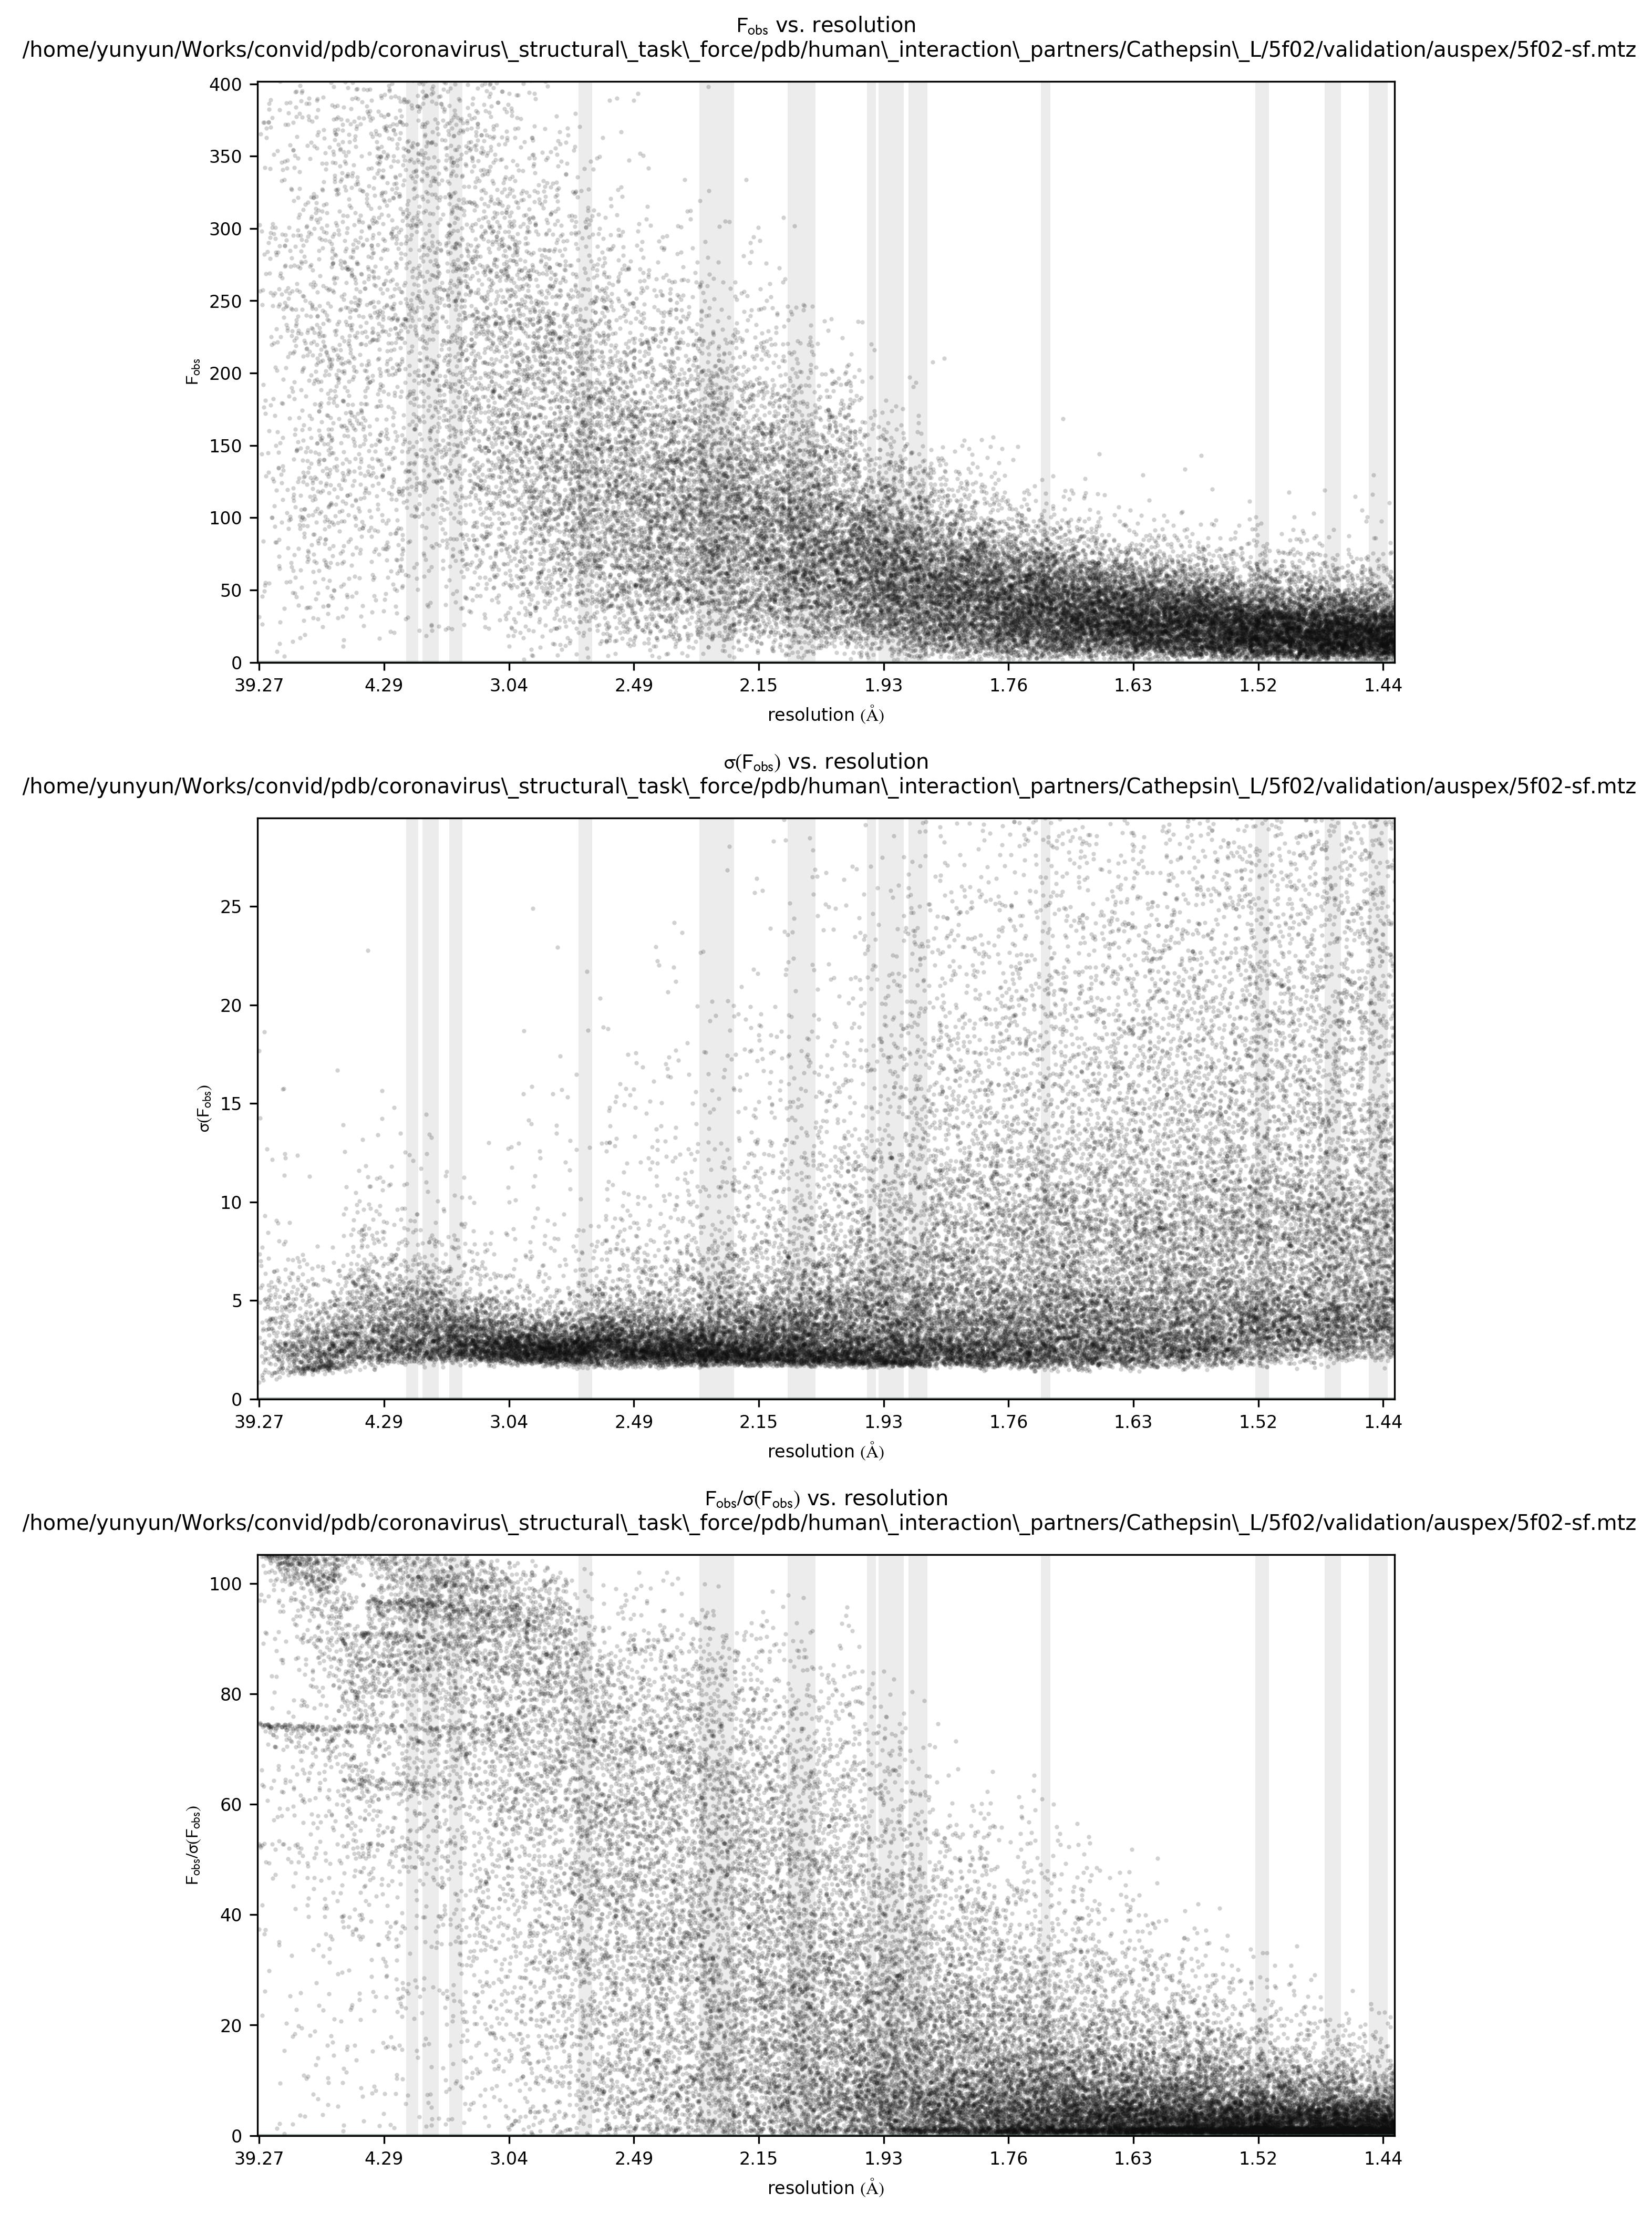 F_obs vs. resolution
/home/yunyun/Works/convid/pdb/coronavirus\_structural\_task\_force/pdb/human\_interaction\_partners/Cathepsin\_L/5f02/validation/auspex/5f02-sf.mtz
400
350
300
250
200
150
100
50
0
F_obs
39.27 4.29 3.04 2.49 2.15 1.93 1.76 1.63 1.52 1.44
resolution (Å)
σ(F_obs) vs. resolution
/home/yunyun/Works/convid/pdb/coronavirus\_structural\_task\_force/pdb/human\_interaction\_partners/Cathepsin\_L/5f02/validation/auspex/5f02-sf.mtz
25
20
15
10
5
0
σ(F_obs)
39.27 4.29 3.04 2.49 2.15 1.93 1.76 1.63 1.52 1.44
resolution (Å)
F_obs/σ(F_obs) vs. resolution
/home/yunyun/Works/convid/pdb/coronavirus\_structural\_task\_force/pdb/human\_interaction\_partners/Cathepsin\_L/5f02/validation/auspex/5f02-sf.mtz
100
80
60
40
20
0
F_obs/σ(F_obs)
39.27 4.29 3.04 2.49 2.15 1.93 1.76 1.63 1.52 1.44
resolution (Å)